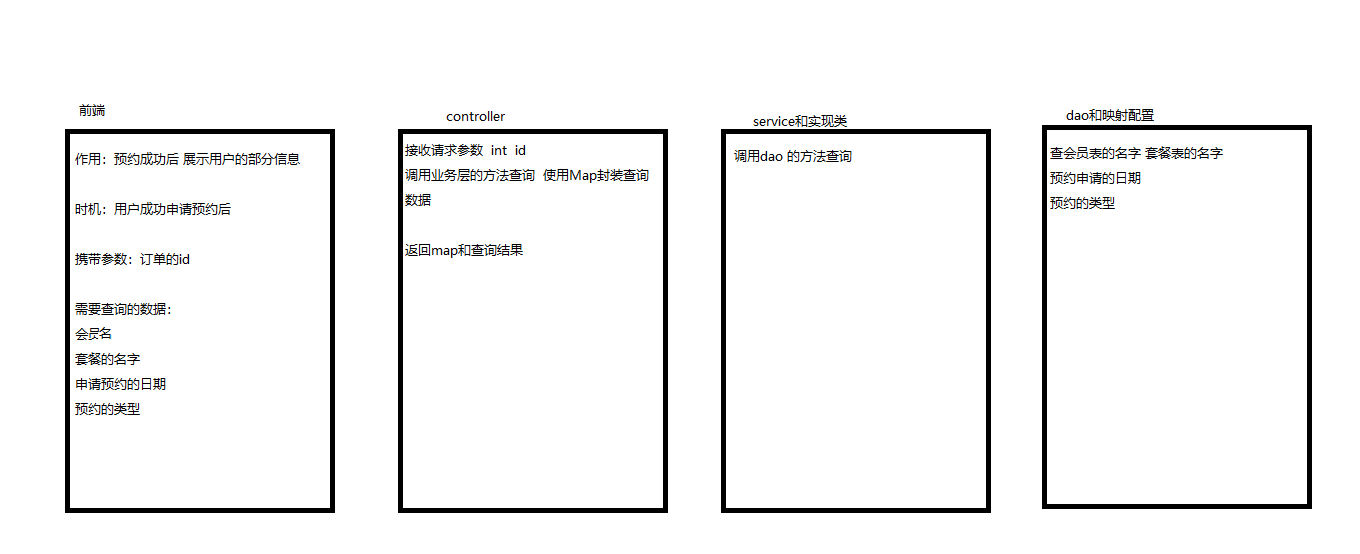 前端
作用：预约成功后 展示用户的部分信息
时机：用户成功申请预约后
携带参数：订单的id
需要查询的数据：
会员名
套餐的名字
申请预约的日期
预约的类型
controller
接收请求参数 int id
调用业务层的方法查询 使用Map封装查询
数据
返回map和查询结果
service和实现类
调用dao 的方法查询
dao和映射配置
查会员表的名字 套餐表的名字
预约申请的日期
预约的类型